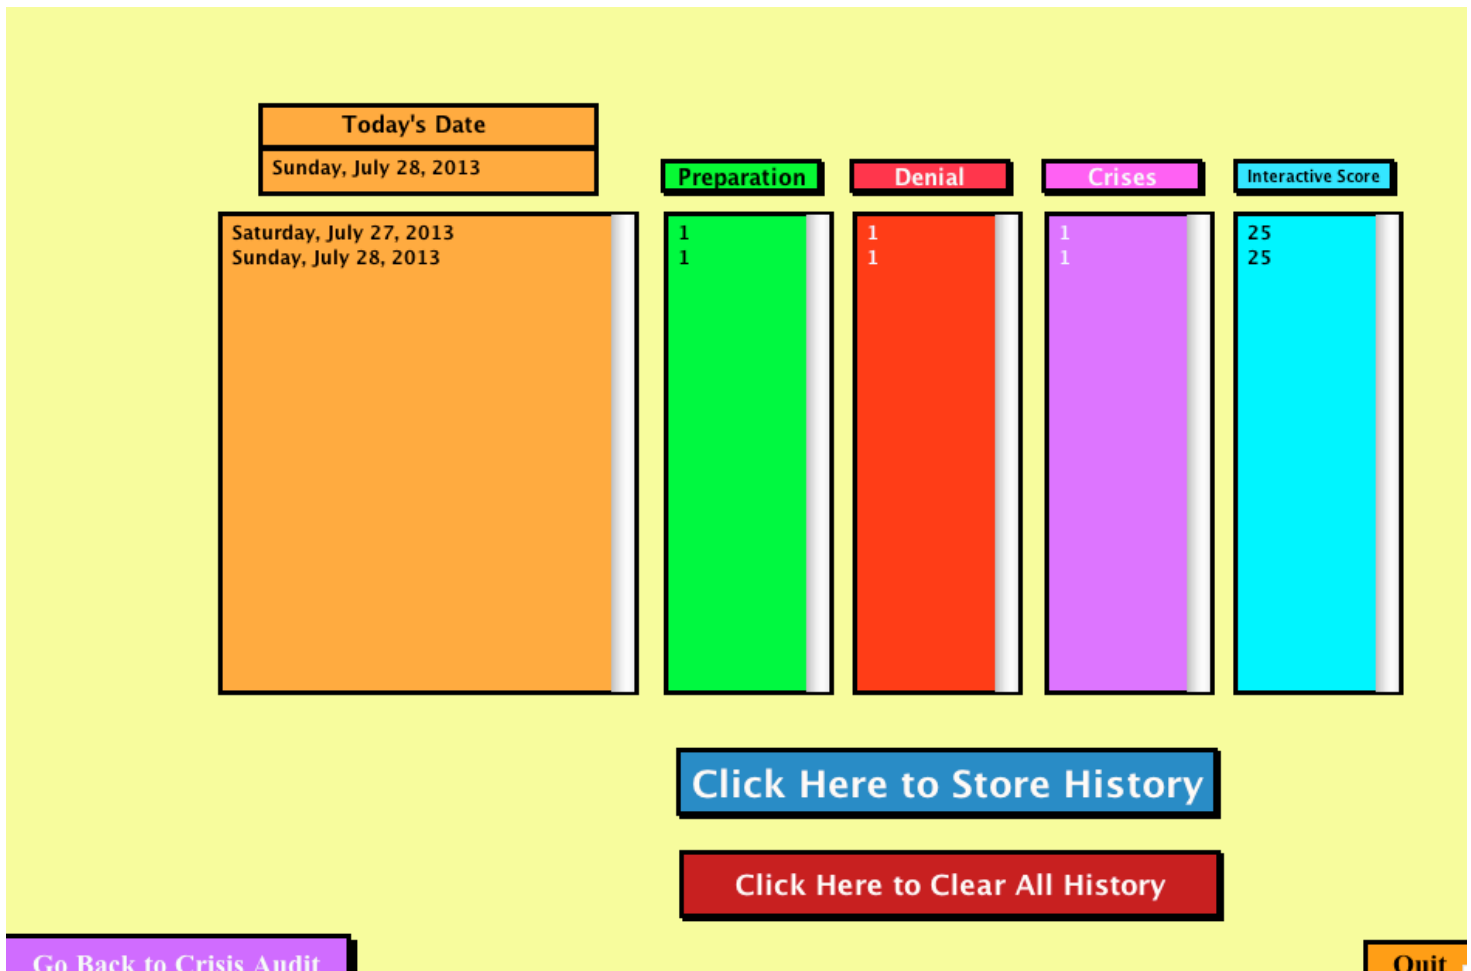 Today's Date
Sunday, July 28, 2013
Preparation Denial Crises Interactive Score
Saturday, July 27, 2013 1 1 1 25
Sunday, July 28, 2013 1 1 1 25
Click Here to Store History
Click Here to Clear All History
Go Back to Crisis Audit Quit